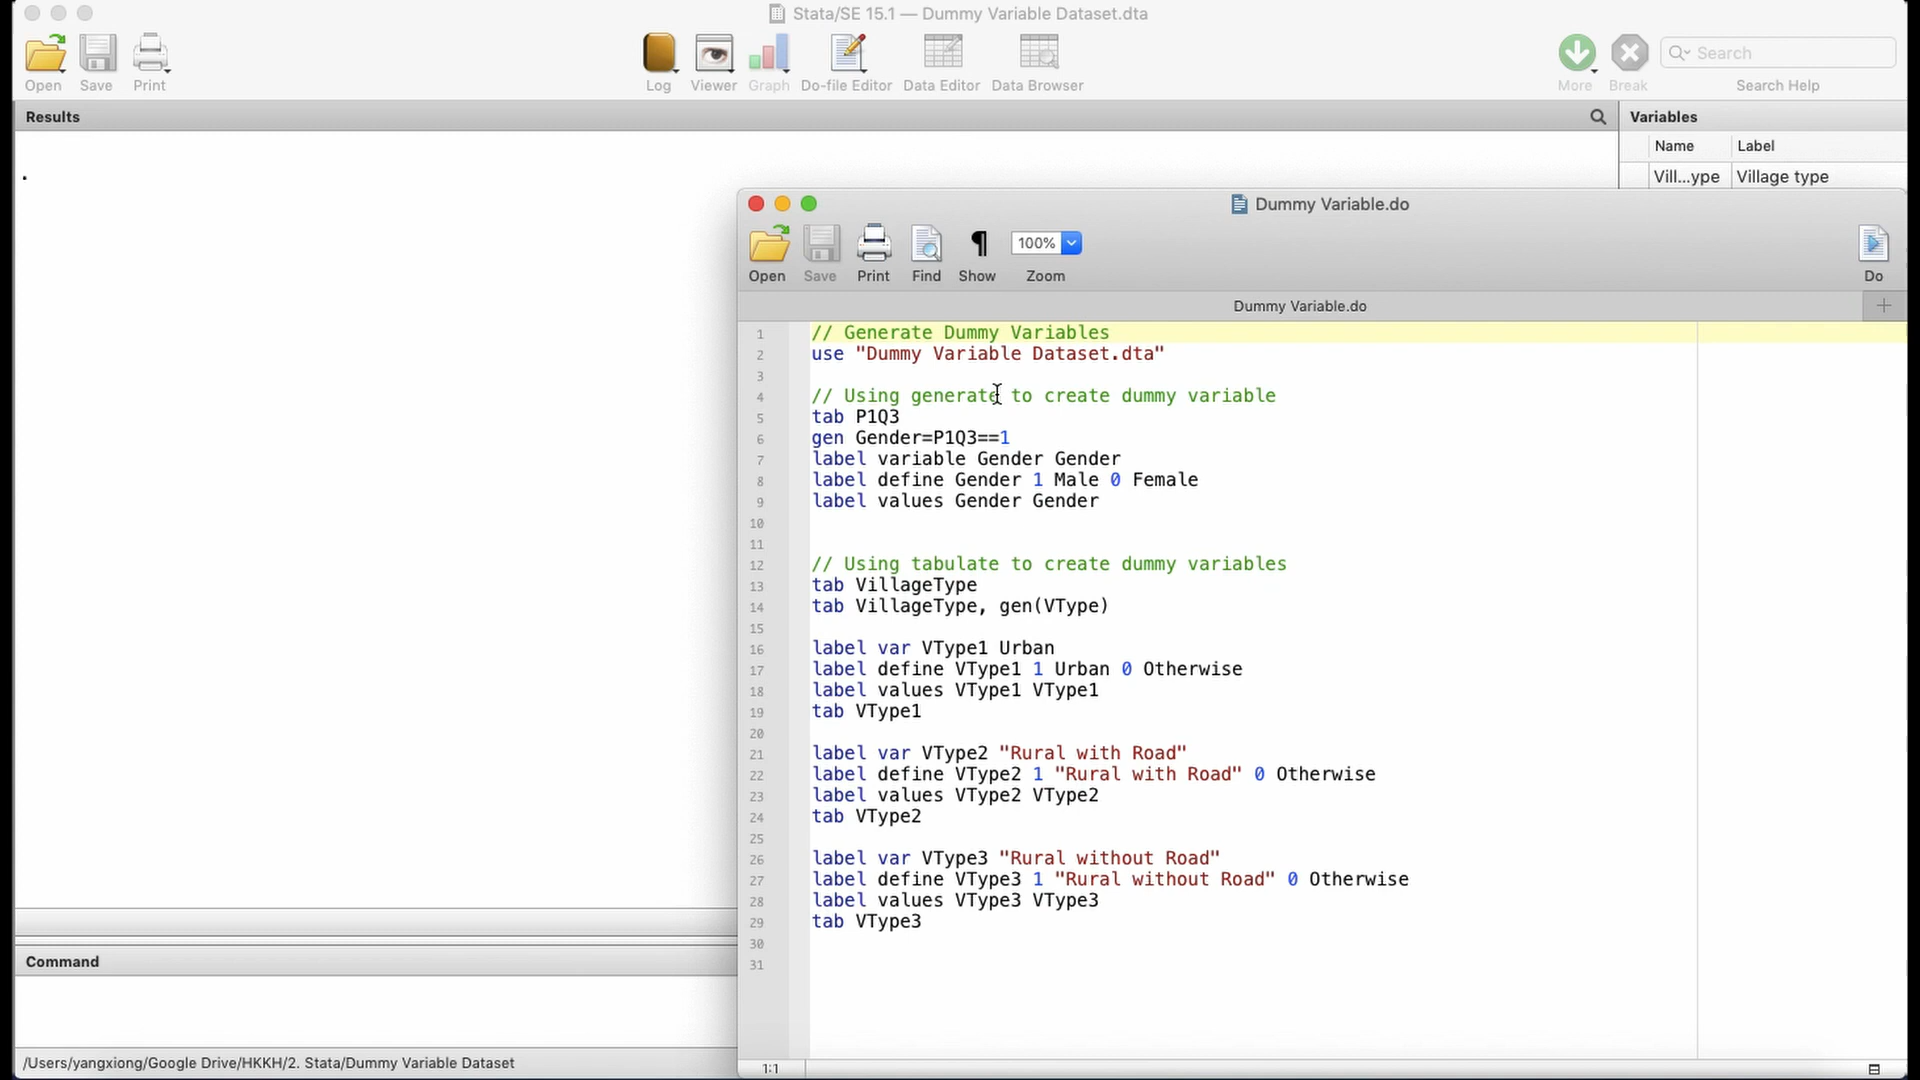 Stata/SE 15.1 — Dummy Variable Dataset.dta
Open Save Print Log Viewer Graph Do-file Editor Data Editor Data Browser More Break Search
Search Help
Results
Variables
Name Label
Vill...ype Village type
.
Dummy Variable.do
100%
Open Save Print Find Show Zoom Do
Dummy Variable.do
1 // Generate Dummy Variables
2 use "Dummy Variable Dataset.dta"
3
4 // Using generate to create dummy variable
5 tab P1Q3
6 gen Gender=P1Q3==1
7 label variable Gender Gender
8 label define Gender 1 Male 0 Female
9 label values Gender Gender
10
11
12 // Using tabulate to create dummy variables
13 tab VillageType
14 tab VillageType, gen(VType)
15
16 label var VType1 Urban
17 label define VType1 1 Urban 0 Otherwise
18 label values VType1 VType1
19 tab VType1
20
21 label var VType2 "Rural with Road"
22 label define VType2 1 "Rural with Road" 0 Otherwise
23 label values VType2 VType2
24 tab VType2
25
26 label var VType3 "Rural without Road"
27 label define VType3 1 "Rural without Road" 0 Otherwise
28 label values VType3 VType3
29 tab VType3
30
31
Command
/Users/yangxiong/Google Drive/HKKH/2. Stata/Dummy Variable Dataset
1:1